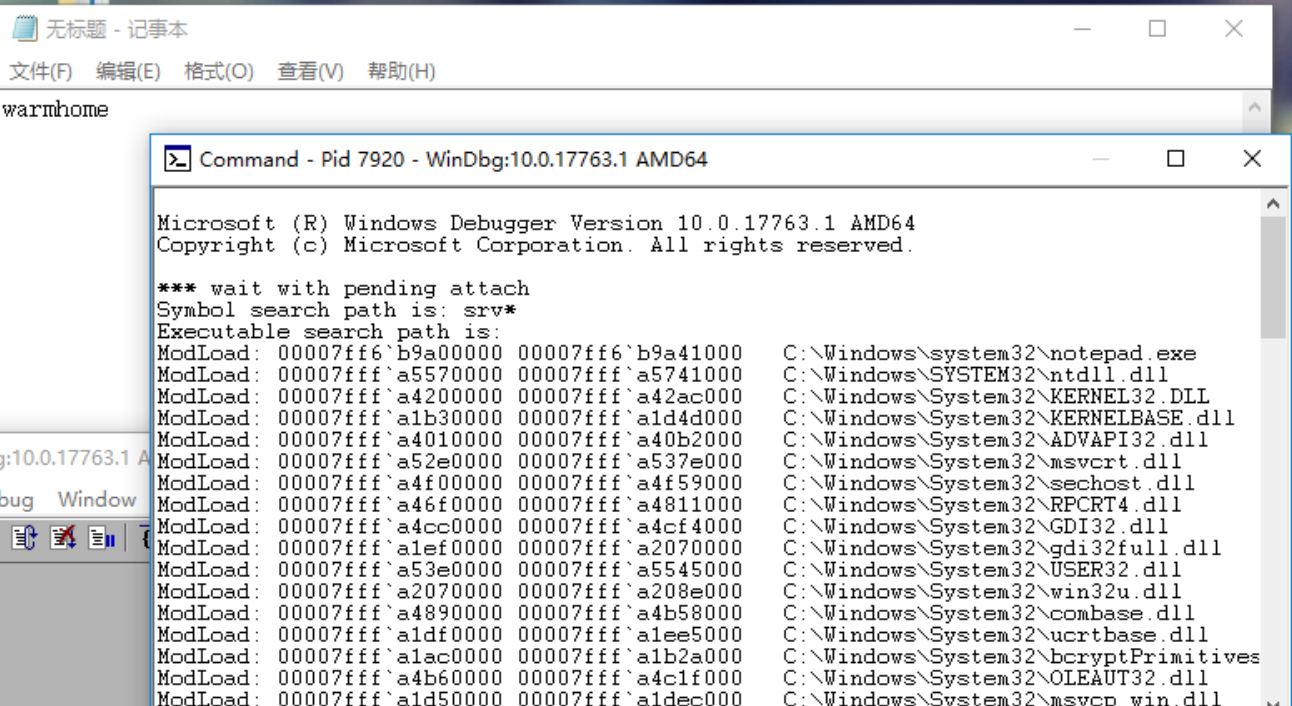 无标题 - 记事本
文件(F) 编辑(E) 格式(O) 查看(V) 帮助(H)
warmhome
Command - Pid 7920 - WinDbg:10.0.17763.1 AMD64
Microsoft (R) Windows Debugger Version 10.0.17763.1 AMD64
Copyright (c) Microsoft Corporation. All rights reserved.
*** wait with pending attach
Symbol search path is: srv*
Executable search path is:
ModLoad: 00007ff6`b9a00000 00007ff6`b9a41000   C:\Windows\system32\notepad.exe
ModLoad: 00007fff`a5570000 00007fff`a5741000   C:\Windows\SYSTEM32\ntdll.dll
ModLoad: 00007fff`a4200000 00007fff`a42ac000   C:\Windows\System32\KERNEL32.DLL
ModLoad: 00007fff`a1b30000 00007fff`a1d4d000   C:\Windows\System32\KERNELBASE.dll
ModLoad: 00007fff`a4010000 00007fff`a40b2000   C:\Windows\System32\ADVAPI32.dll
ModLoad: 00007fff`a52e0000 00007fff`a537e000   C:\Windows\System32\msvcrt.dll
ModLoad: 00007fff`a4f00000 00007fff`a4f59000   C:\Windows\System32\sechost.dll
ModLoad: 00007fff`a46f0000 00007fff`a4811000   C:\Windows\System32\RPCRT4.dll
ModLoad: 00007fff`a4cc0000 00007fff`a4cf4000   C:\Windows\System32\GDI32.dll
ModLoad: 00007fff`a1ef0000 00007fff`a2070000   C:\Windows\System32\gdi32full.dll
ModLoad: 00007fff`a53e0000 00007fff`a5545000   C:\Windows\System32\USER32.dll
ModLoad: 00007fff`a2070000 00007fff`a208e000   C:\Windows\System32\win32u.dll
ModLoad: 00007fff`a4890000 00007fff`a4b58000   C:\Windows\System32\combase.dll
ModLoad: 00007fff`a1df0000 00007fff`a1ee5000   C:\Windows\System32\ucrtbase.dll
ModLoad: 00007fff`a1ac0000 00007fff`a1b2a000   C:\Windows\System32\bcryptPrimitives
ModLoad: 00007fff`a4b60000 00007fff`a4c1f000   C:\Windows\System32\OLEAUT32.dll
ModLoad: 00007fff`a1d50000 00007fff`a1dec000   C:\Windows\System32\msvcp_win.dll
g:10.0.17763.1 A
bug Window